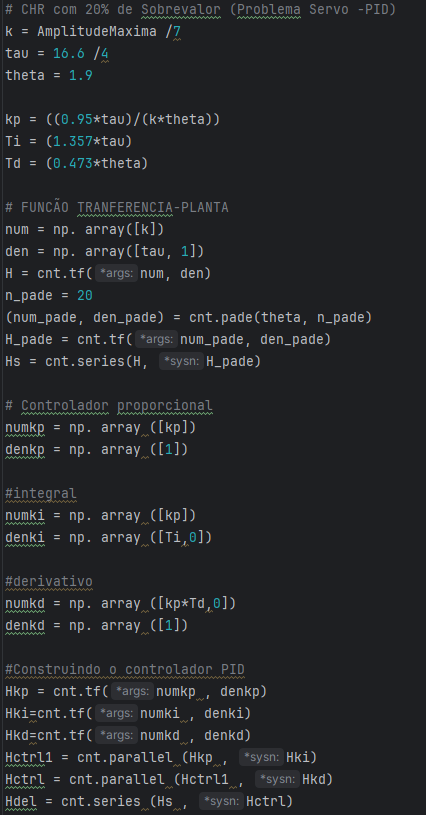 # CHR com 20% de Sobrevalor (Problema Servo -PID)
k = AmplitudeMaxima /7
tau = 16.6 /4
theta = 1.9
kp = ((0.95*tau)/(k*theta))
Ti = (1.357*tau)
Td = (0.473*theta)
# FUNCÃO TRANFERENCIA-PLANTA
num = np. array([k])
den = np. array([tau, 1])
H = cnt.tf( *args: num, den)
n_pade = 20
(num_pade, den_pade) = cnt.pade(theta, n_pade)
H_pade = cnt.tf( *args: num_pade, den_pade)
Hs = cnt.series(H, *sysn: H_pade)
# Controlador proporcional
numkp = np. array ([kp])
denkp = np. array ([1])
#integral
numki = np. array ([kp])
denki = np. array ([Ti,0])
#derivativo
numkd = np. array ([kp*Td,0])
denkd = np. array ([1])
#Construindo o controlador PID
Hkp = cnt.tf( *args: numkp , denkp)
Hki=cnt.tf( *args: numki , denki)
Hkd=cnt.tf( *args: numkd , denkd)
Hctrl1 = cnt.parallel (Hkp , *sysn: Hki)
Hctrl = cnt.parallel (Hctrl1 , *sysn: Hkd)
Hdel = cnt.series (Hs , *sysn: Hctrl)